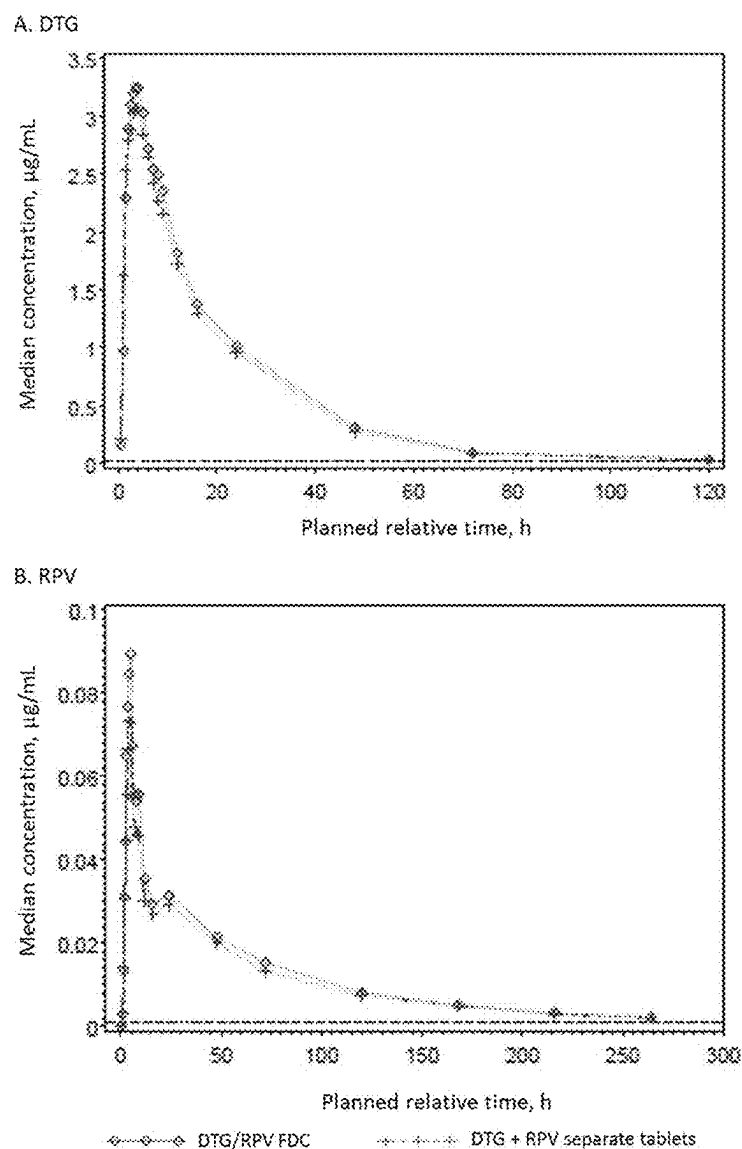 A. DTG
Median concentration, µg/mL
3.5
3
2.5
2
1.5
1
0.5
0
0 20 40 60 80 100 120
Planned relative time, h
B. RPV
Median concentration, µg/mL
0.1
0.08
0.06
0.04
0.02
0
0 50 100 150 200 250 300
Planned relative time, h
DTG/RPV FDC DTG + RPV separate tablets